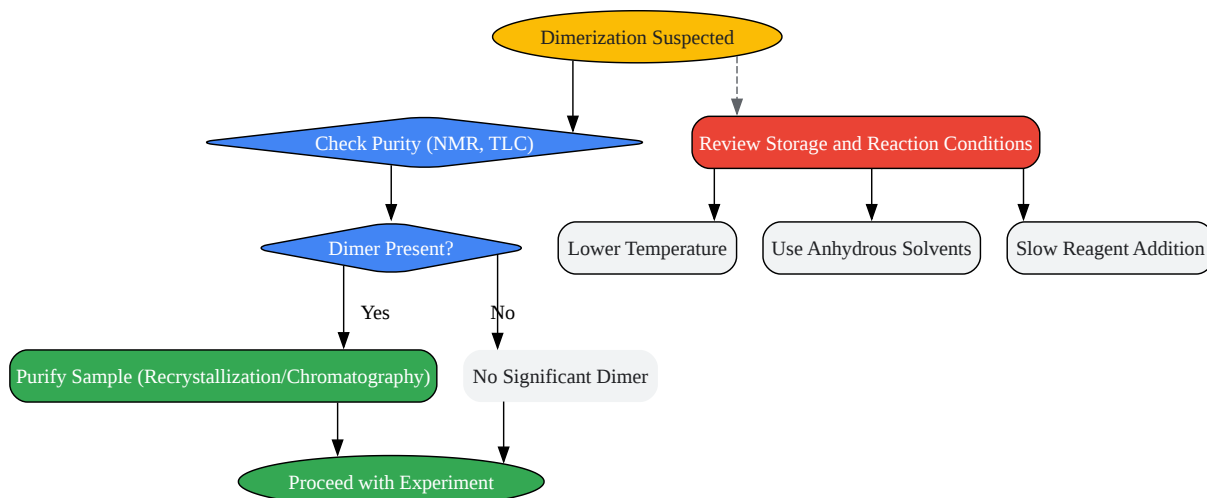 Dimerization Suspected
Check Purity (NMR, TLC)
Review Storage and Reaction Conditions
Dimer Present?
Lower Temperature
Use Anhydrous Solvents
Slow Reagent Addition
Yes
No
Purify Sample (Recrystallization/Chromatography)
No Significant Dimer
Proceed with Experiment